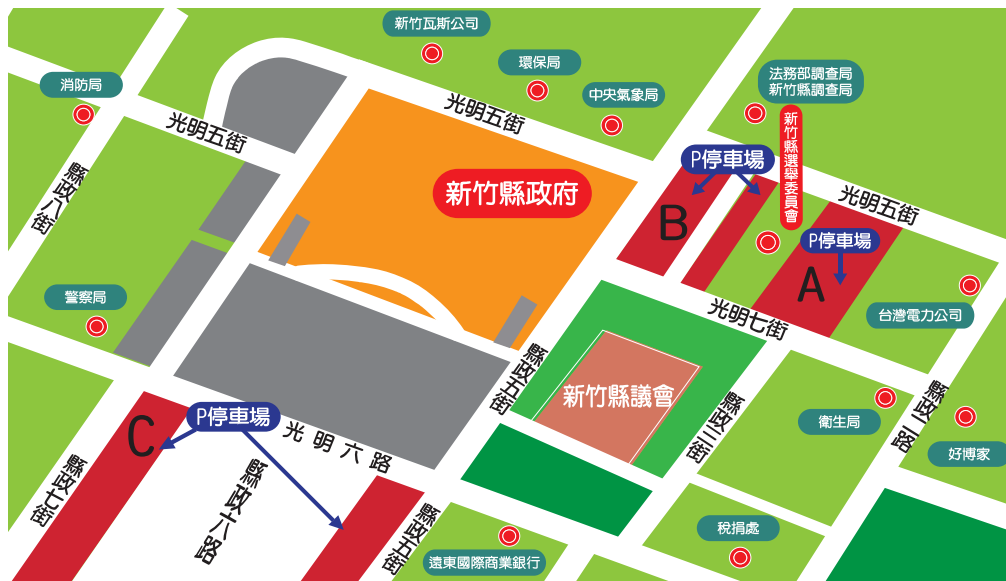 新竹瓦斯公司
環保局
中央氣象局
法務部調查局
新竹縣調查局
消防局
光明五街
光明五街
新竹縣選舉委員會
P停車場
縣政八街
新竹縣政府
B
光明五街
P停車場
A
警察局
光明七街
台灣電力公司
縣政五街
新竹縣議會
縣政三街
縣政二路
衛生局
好博家
C
P停車場
光明六路
縣政七街
縣政六路
縣政五街
稅捐處
遠東國際商業銀行